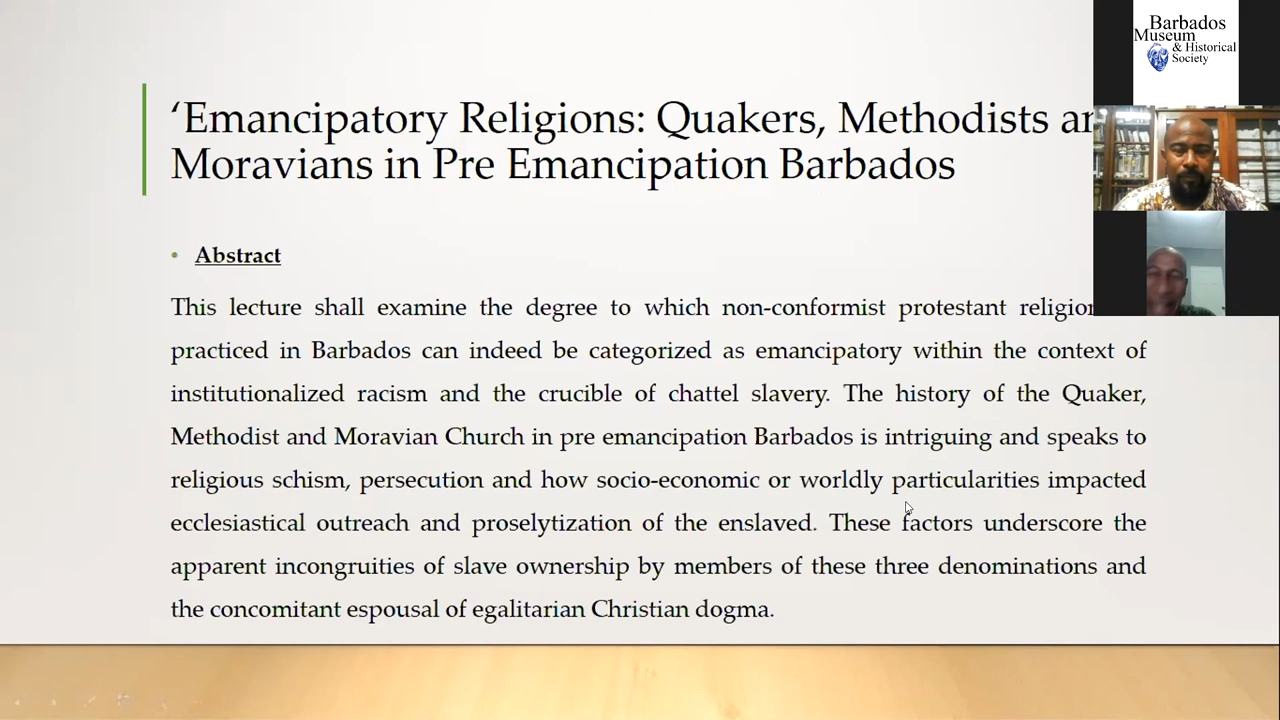 Barbados
Museum
& Historical
Society
‘Emancipatory Religions: Quakers, Methodists
Moravians in Pre Emancipation Barbados
• Abstract
This lecture shall examine the degree to which non-conformist protestant
practiced in Barbados can indeed be categorized as emancipatory within the context of
institutionalized racism and the crucible of chattel slavery. The history of the Quaker,
Methodist and Moravian Church in pre emancipation Barbados is intriguing and speaks to
religious schism, persecution and how socio-economic or worldly particularities impacted
ecclesiastical outreach and proselytization of the enslaved. These factors underscore the
apparent incongruities of slave ownership by members of these three denominations and
the concomitant espousal of egalitarian Christian dogma.